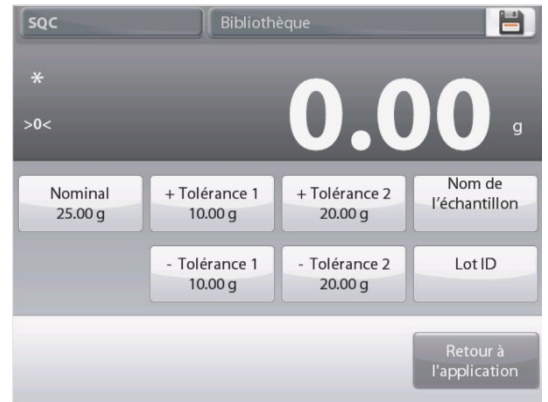 SQC
Bibliothèque
*
>0<
0.00 g
Nominal
25.00 g
+ Tolérance 1
10.00 g
+ Tolérance 2
20.00 g
Nom de
l'échantillon
- Tolérance 1
10.00 g
- Tolérance 2
20.00 g
Lot ID
Retour à
l'application